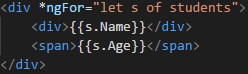 <div *ngFor="let s of students">
<div>{{s.Name}}</div>
<span>{{s.Age}}</span>
</div>